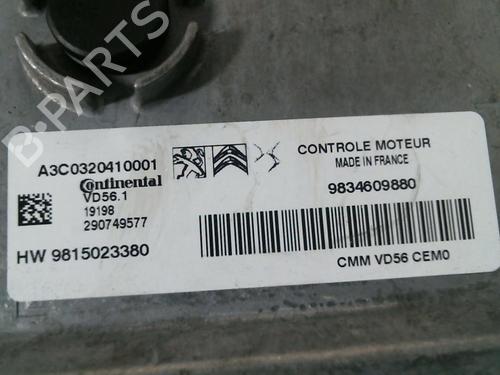 B-PARTS
A3C0320410001
Continental
VD56.1
19198
290749577
HW 9815023380
CONTROLE MOTEUR
MADE IN FRANCE
9834609880
CMM VD56 CEM0